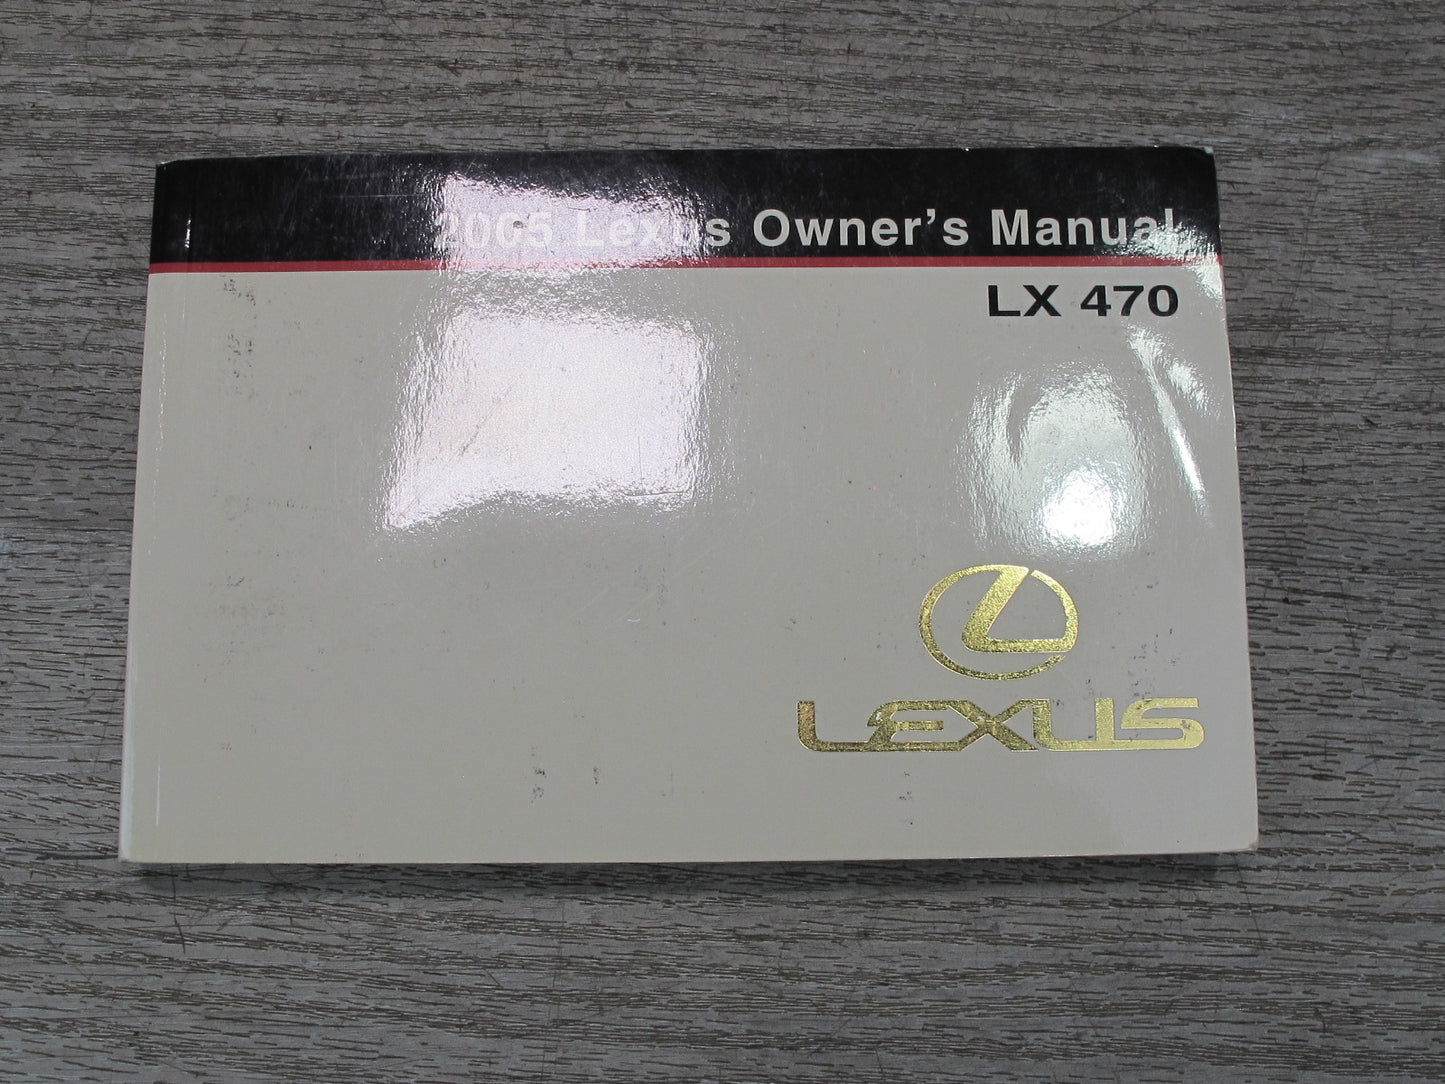 2005 Lexus Owner's Manual
LX 470
LEXUS